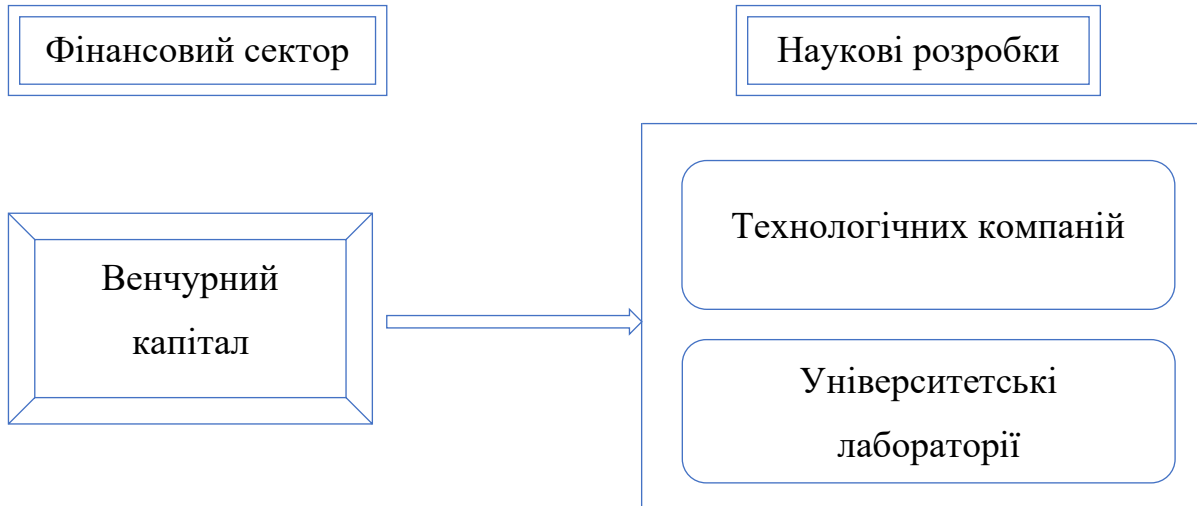 Фінансовий сектор
Наукові розробки
Венчурний
капітал
Технологічних компаній
Університетські
лабораторії